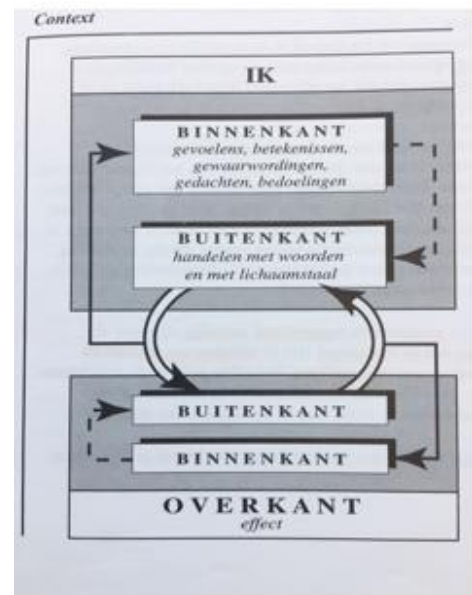 Context
IK
BINNENKANT
gevoelens, betekenissen,
gewaarwordingen,
gedachten, bedoelingen
BUITENKANT
handelen met woorden
en met lichaamstaal
BUITENKANT
BINNENKANT
OVERKANT
effect